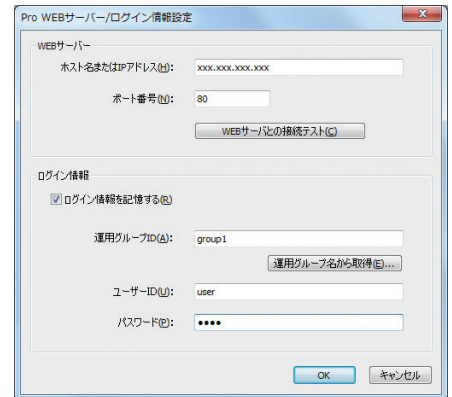 Pro WEBサーバー/ログイン情報設定
WEBサーバー
ホスト名またはIPアドレス(H): xxx.xxx.xxx.xxx
ポート番号(N): 80
WEBサーバとの接続テスト(C)
ログイン情報
ログイン情報を記憶する(R)
運用グループID(A): group1
運用グループ名から取得(E)...
ユーザーID(U): user
パスワード(P): ●●●●
OK キャンセル